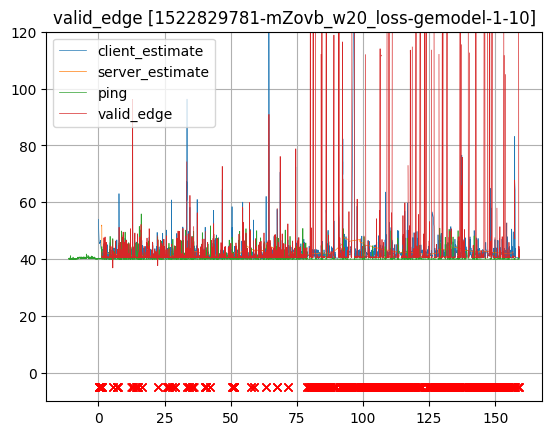 valid_edge [1522829781-mZovb_w20_loss-gemodel-1-10]
120
client_estimate
server_estimate
ping
valid_edge
100
80
60
40
20
0
0 25 50 75 100 125 150